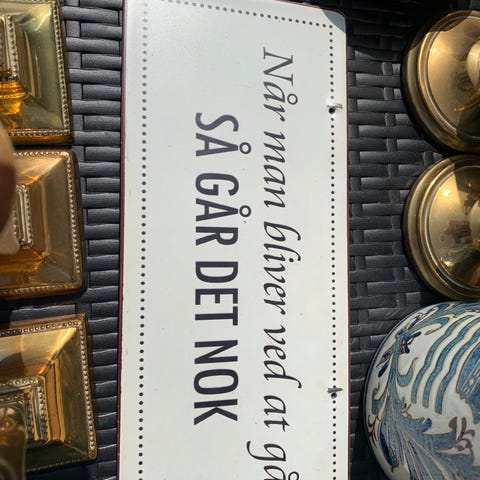 Når man bliver ved at gå
SÅ GÅR DET NOK